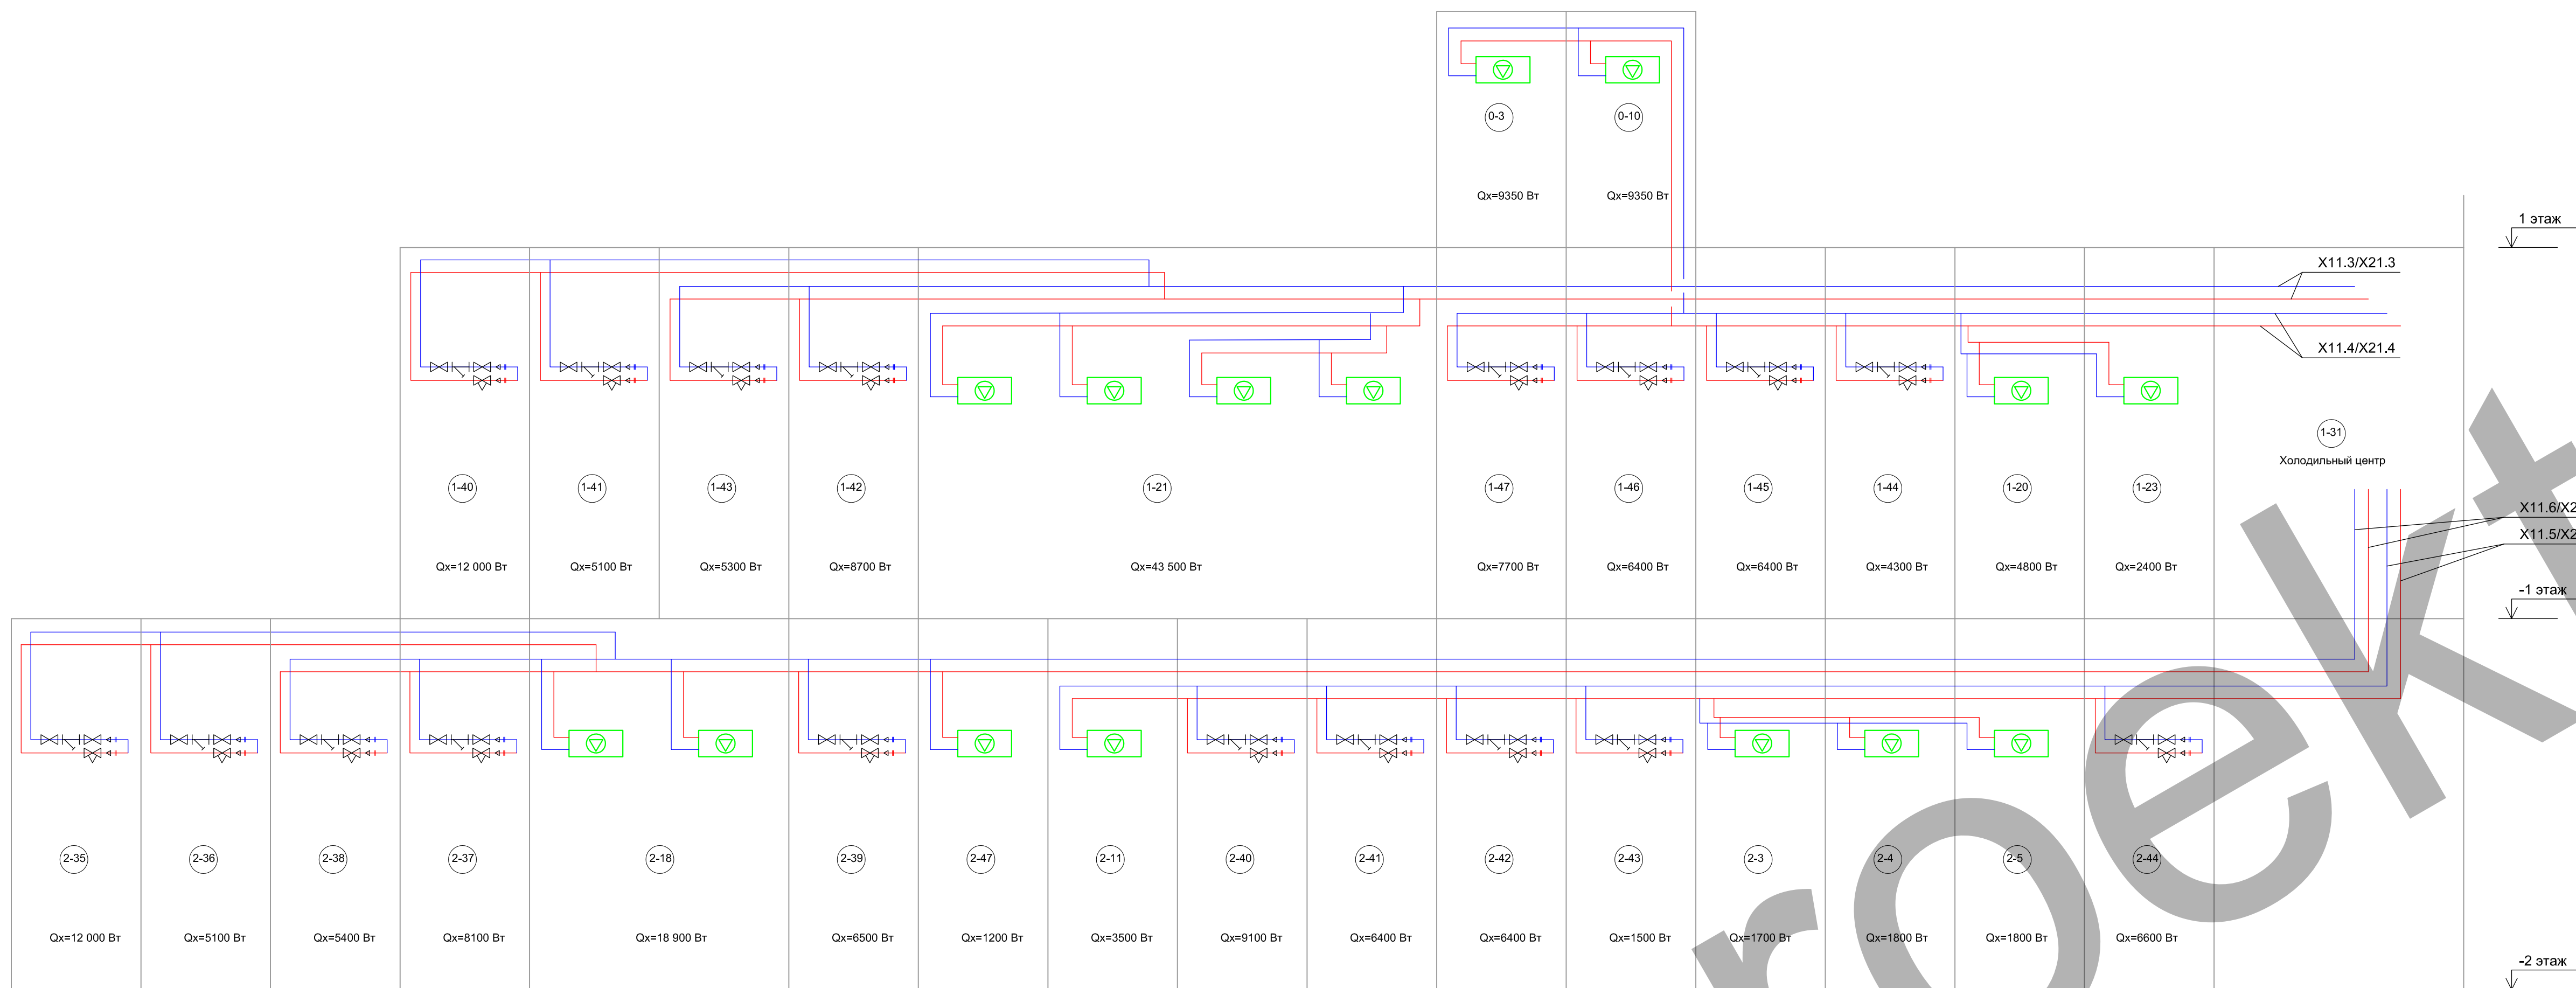 0-3
0-10
Qx=9350 Вт
Qx=9350 Вт
1 этаж
X11.3/X21.3
X11.4/X21.4
1-31
Холодильный центр
1-40
1-41
1-43
1-42
1-21
1-47
1-46
1-45
1-44
1-20
1-23
X11.6/X2
X11.5/X2
Qx=12 000 Вт
Qx=5100 Вт
Qx=5300 Вт
Qx=8700 Вт
Qx=43 500 Вт
Qx=7700 Вт
Qx=6400 Вт
Qx=6400 Вт
Qx=4300 Вт
Qx=4800 Вт
Qx=2400 Вт
-1 этаж
2-35
2-36
2-38
2-37
2-18
2-39
2-47
2-11
2-40
2-41
2-42
2-43
2-3
2-4
2-5
2-44
Qx=12 000 Вт
Qx=5100 Вт
Qx=5400 Вт
Qx=8100 Вт
Qx=18 900 Вт
Qx=6500 Вт
Qx=1200 Вт
Qx=3500 Вт
Qx=9100 Вт
Qx=6400 Вт
Qx=6400 Вт
Qx=1500 Вт
Qx=1700 Вт
Qx=1800 Вт
Qx=1800 Вт
Qx=6600 Вт
-2 этаж
roekt